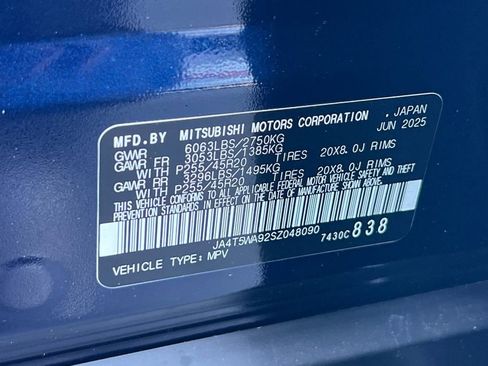 MFD.BY MITSUBISHI MOTORS CORPORATION, JAPAN
GVWR 6063LBS/2750KG JUN 2025
GAWR FR 3053LBS/1385KG
WITH P255/45R20 TIRES 20X8.0J RIMS
GAWR RR 3296LBS/1495KG
WITH P255/45R20 TIRES 20X8.0J RIMS
THIS VEHICLE CONFORMS TO ALL APPLICABLE FEDERAL MOTOR VEHICLE SAFETY, BUMPER AND THEFT
PREVENTION STANDARDS IN EFFECT ON THE DATE OF MANUFACTURE SHOWN ABOVE.
JA4T5WA92SZ048090 7430C 838
VEHICLE TYPE: MPV